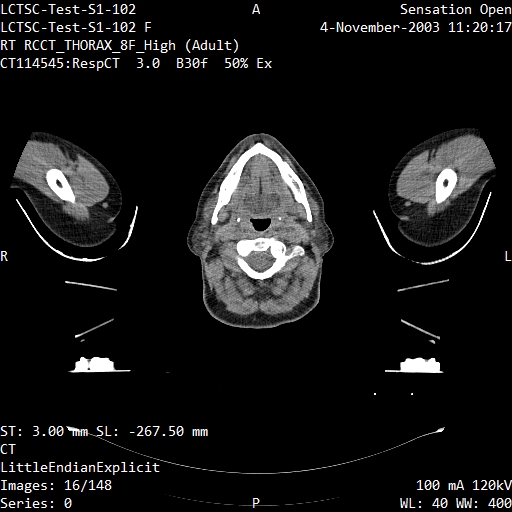 LCTSC-Test-S1-102
A
Sensation Open
LCTSC-Test-S1-102 F
4-November-2003 11:20:17
RT RCCT_THORAX_8F_High (Adult)
CT114545:RespCT 3.0 B30f 50% Ex
R
L
ST: 3.00 mm SL: -267.50 mm
CT
LittleEndianExplicit
Images: 16/148
100 mA 120kV
Series: 0
P
WL: 40 WW: 400